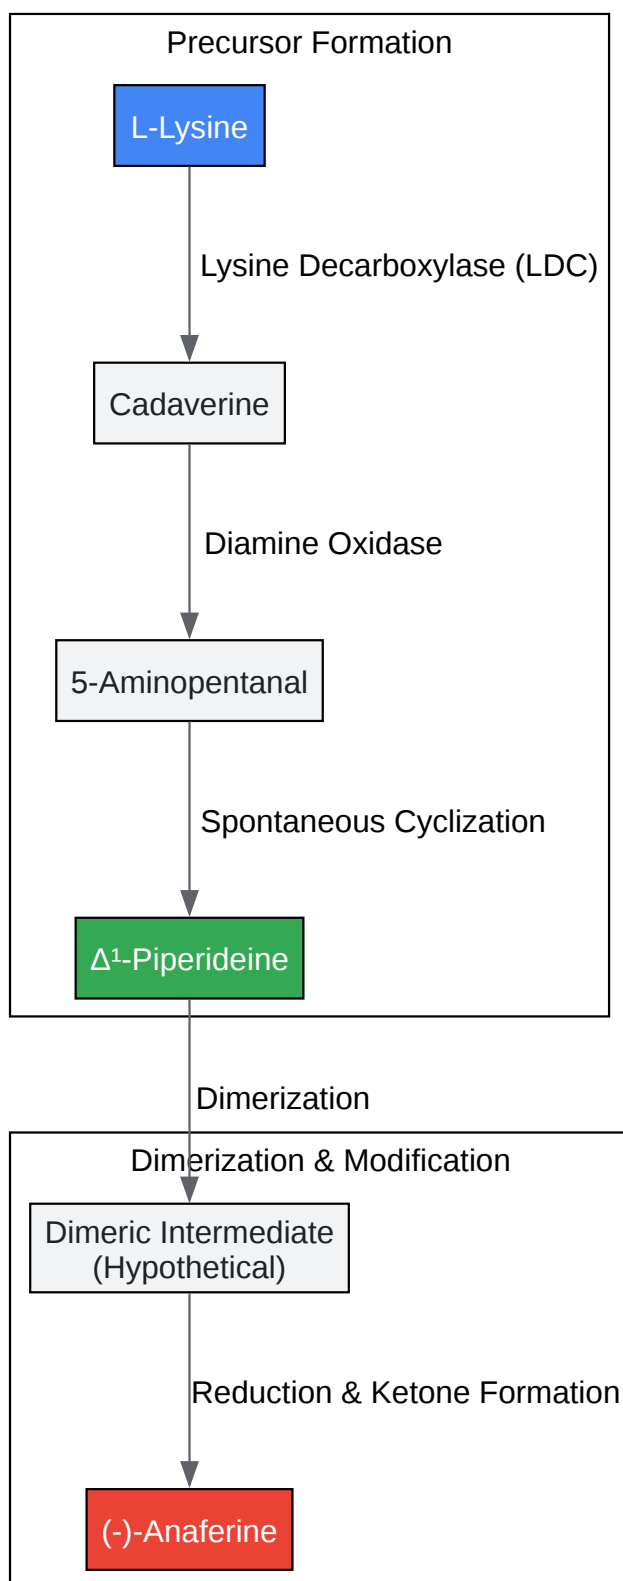 Precursor Formation
L-Lysine
Lysine Decarboxylase (LDC)
Cadaverine
Diamine Oxidase
5-Aminopentanal
Spontaneous Cyclization
Δ¹-Piperideine
Dimerization
Dimerization & Modification
Dimeric Intermediate
(Hypothetical)
Reduction & Ketone Formation
(-)-Anaferine